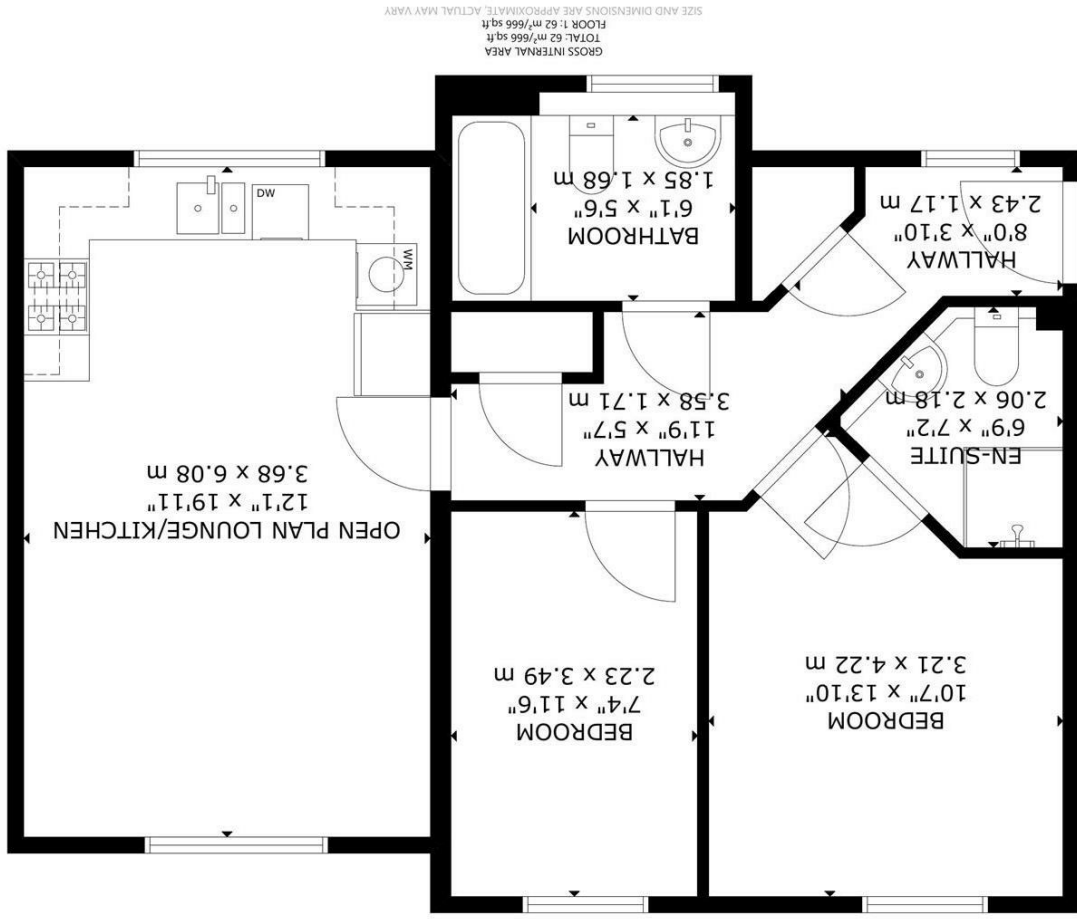 BEDROOM
10'7" x 13'10"
3.21 x 4.22 m
BEDROOM
7'4" x 11'6"
2.23 x 3.49 m
OPEN PLAN LOUNGE/KITCHEN
12'1" x 19'11"
3.68 x 6.08 m
EN-SUITE
6'9" x 7'2"
2.06 x 2.18 m
HALLWAY
11'9" x 5'7"
3.58 x 1.71 m
HALLWAY
8'0" x 3'10"
2.43 x 1.17 m
BATHROOM
6'1" x 5'6"
1.85 x 1.68 m
WM
DW
GROSS INTERNAL AREA
TOTAL: 62 m²/666 sq.ft
FLOOR 1: 62 m²/666 sq.ft
SIZE AND DIMENSIONS ARE APPROXIMATE, ACTUAL MAY VARY